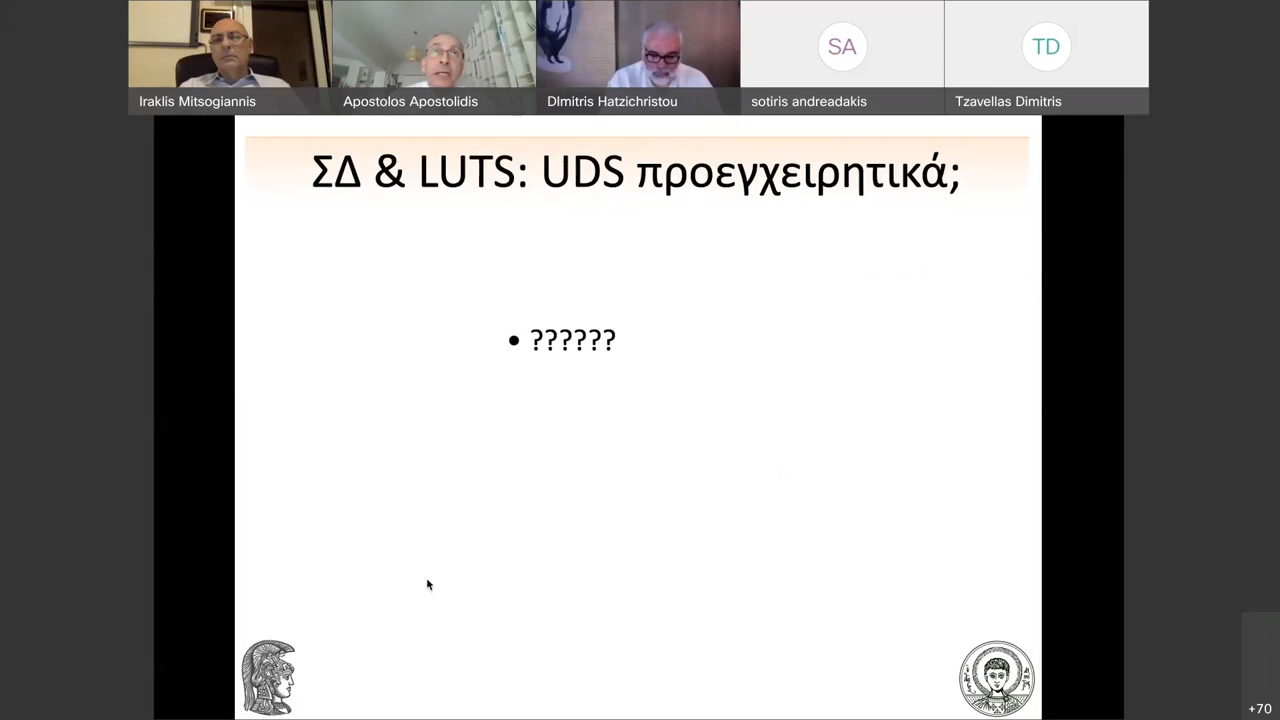 SA
TD
Iraklis Mitsogiannis
Apostolos Apostolidis
DImitris Hatzichristou
sotiris andreadakis
Tzavellas Dimitris
ΣΔ & LUTS: UDS προεγχειρητικά;
• ??????
+70